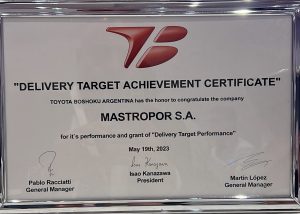 "DELIVERY TARGET ACHIEVEMENT CERTIFICATE"
TOYOTA BOSHOKU ARGENTINA has the honor to congratulate the company
MASTROPOR S.A.
for it´s performance and grant of "Delivery Target Performance"
May 19th, 2023
Pablo Racciatti
General Manager
Isao Kanazawa
President
Martín López
General Manager